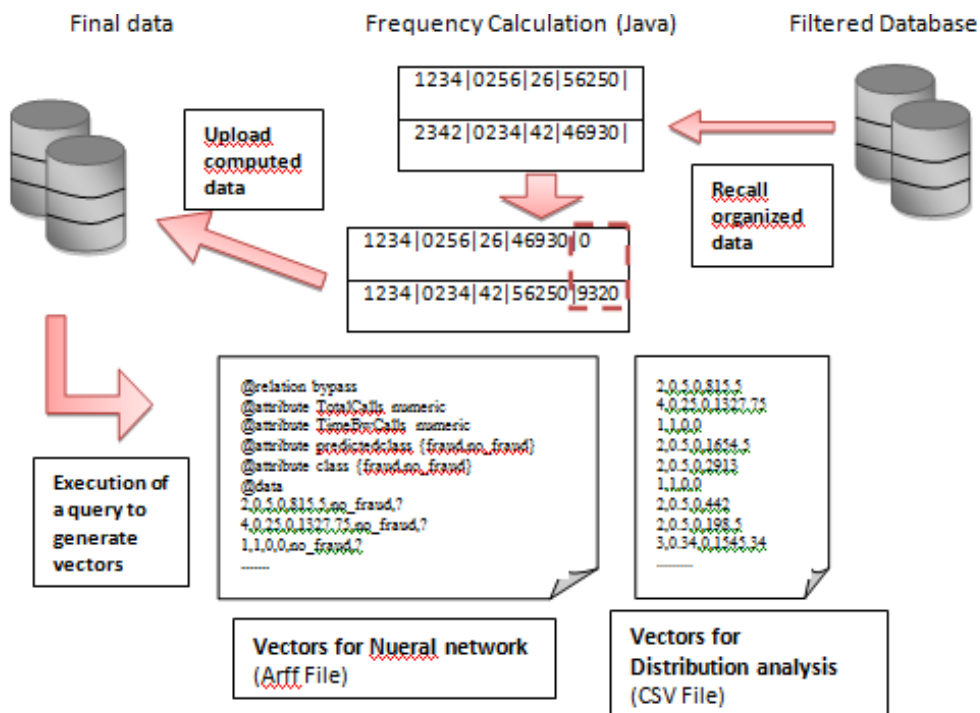 Final data
Frequency Calculation (Java)
Filtered Database
1234|0256|26|56250|
2342|0234|42|46930|
Upload
computed
data
Recall
organized
data
1234|0256|26|46930|0
1234|0234|42|56250|9320
Execution of
a query to
generate
vectors
@relation bypass
@attribute TotalCalls numeric
@attribute TimeBwCalls numeric
@attribute predictedclass {fraud,no_fraud}
@attribute class {fraud,no_fraud}
@data
2,0.5,0,815.5,no_fraud,?
4,0.25,0,1327.75,no_fraud,?
1,1,0,0,no_fraud,?
.......
2,0.5,0,815.5
4,0.25,0,1327.75
1,1,0,0
2,0.5,0,1654.5
2,0.5,0,2913
1,1,0,0
2,0.5,0,442
2,0.5,0,198.5
3,0.34,0,1545.34
..........
Vectors for Nueral network
(Arff File)
Vectors for
Distribution analysis
(CSV File)